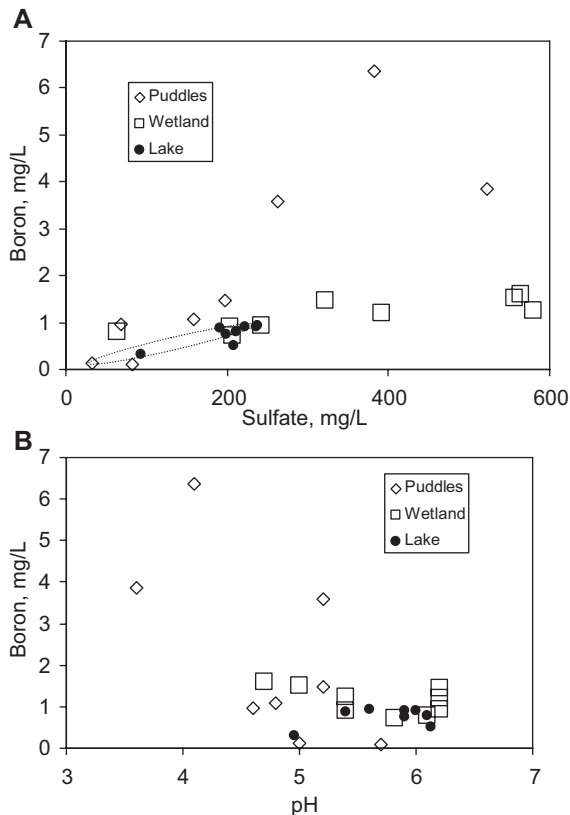 A
7
6
5
4
3
2
1
0
Boron, mg/L
Puddles
Wetland
Lake
0 200 400 600
Sulfate, mg/L
B
7
6
5
4
3
2
1
0
Boron, mg/L
Puddles
Wetland
Lake
3 4 5 6 7
pH